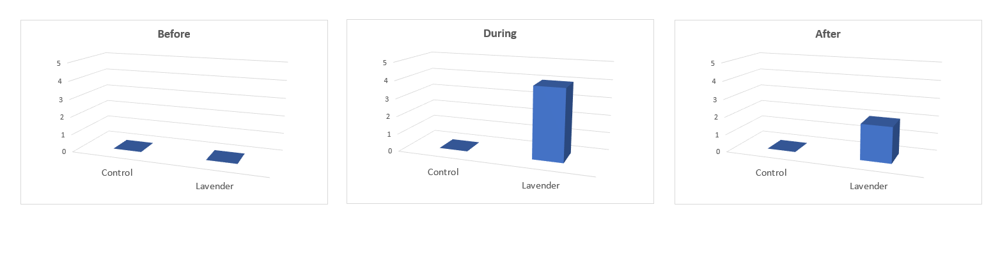 Before
5
4
3
2
1
0
Control
Lavender
During
5
4
3
2
1
0
Control
Lavender
After
5
4
3
2
1
0
Control
Lavender